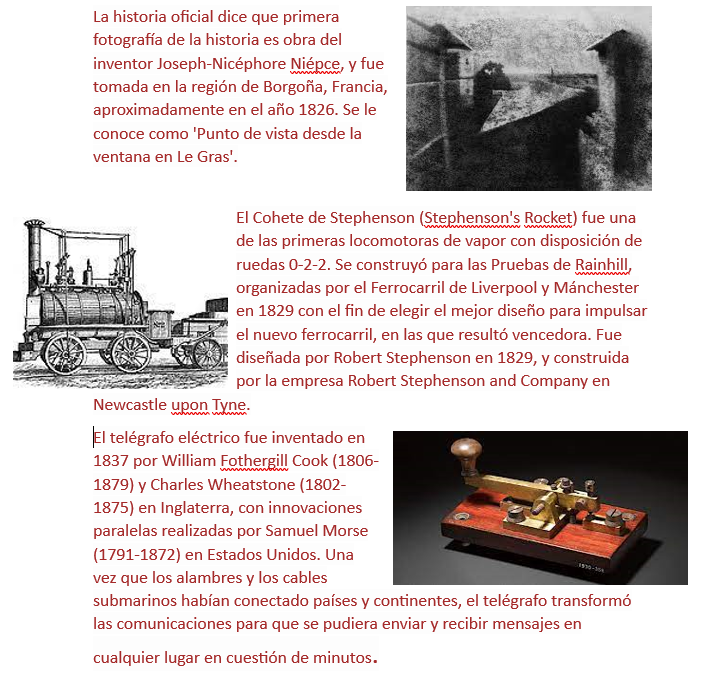 La historia oficial dice que primera
fotografía de la historia es obra del
inventor Joseph-Nicéphore Niépce, y fue
tomada en la región de Borgoña, Francia,
aproximadamente en el año 1826. Se le
conoce como 'Punto de vista desde la
ventana en Le Gras'.
El Cohete de Stephenson (Stephenson's Rocket) fue una
de las primeras locomotoras de vapor con disposición de
ruedas 0-2-2. Se construyó para las Pruebas de Rainhill,
organizadas por el Ferrocarril de Liverpool y Mánchester
en 1829 con el fin de elegir el mejor diseño para impulsar
el nuevo ferrocarril, en las que resultó vencedora. Fue
diseñada por Robert Stephenson en 1829, y construida
por la empresa Robert Stephenson and Company en
Newcastle upon Tyne.
El telégrafo eléctrico fue inventado en
1837 por William Fothergill Cook (1806-
1879) y Charles Wheatstone (1802-
1875) en Inglaterra, con innovaciones
paralelas realizadas por Samuel Morse
(1791-1872) en Estados Unidos. Una
vez que los alambres y los cables
submarinos habían conectado países y continentes, el telégrafo transformó
las comunicaciones para que se pudiera enviar y recibir mensajes en
cualquier lugar en cuestión de minutos.